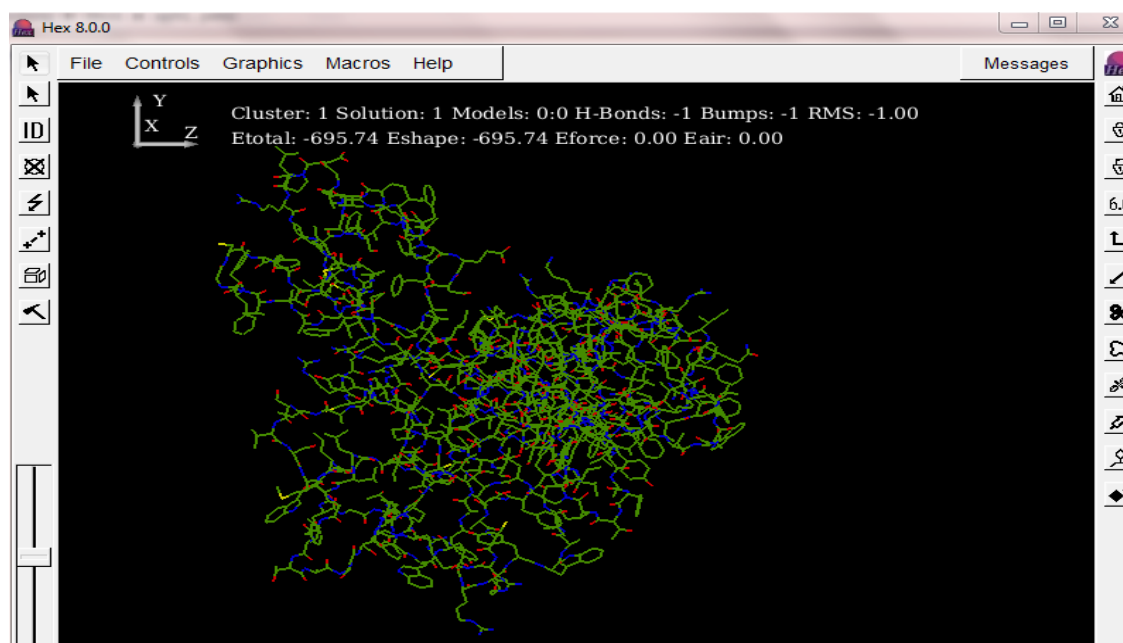 Hex 8.0.0
File Controls Graphics Macros Help Messages
Y
X Z
Cluster: 1 Solution: 1 Models: 0:0 H-Bonds: -1 Bumps: -1 RMS: -1.00
Etotal: -695.74 Eshape: -695.74 Eforce: 0.00 Eair: 0.00
ID